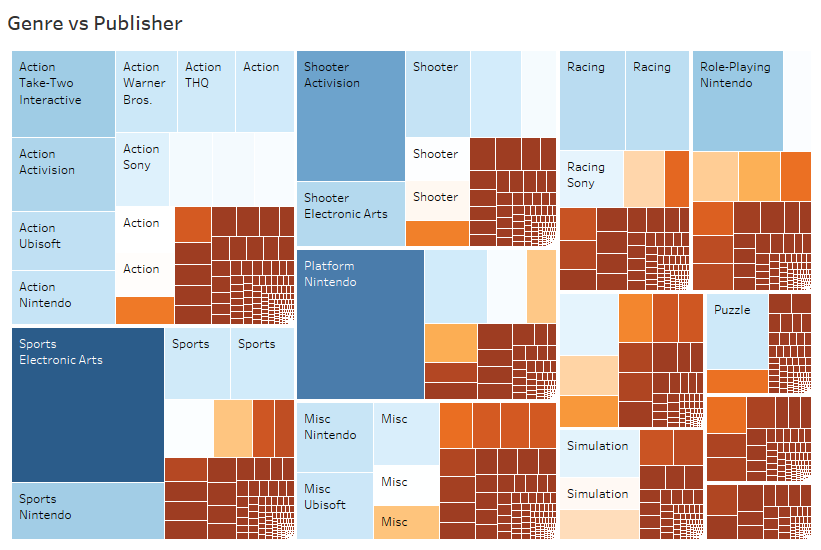 Genre vs Publisher
Action
Take-Two
Interactive
Action
Warner
Bros.
Action
THQ
Action
Action
Activision
Action
Sony
Action
Ubisoft
Action
Action
Nintendo
Action
Sports
Electronic Arts
Sports
Sports
Sports
Nintendo
Shooter
Activision
Shooter
Shooter
Shooter
Electronic Arts
Shooter
Platform
Nintendo
Misc
Nintendo
Misc
Misc
Ubisoft
Misc
Misc
Racing
Racing
Racing
Sony
Role-Playing
Nintendo
Puzzle
Simulation
Simulation